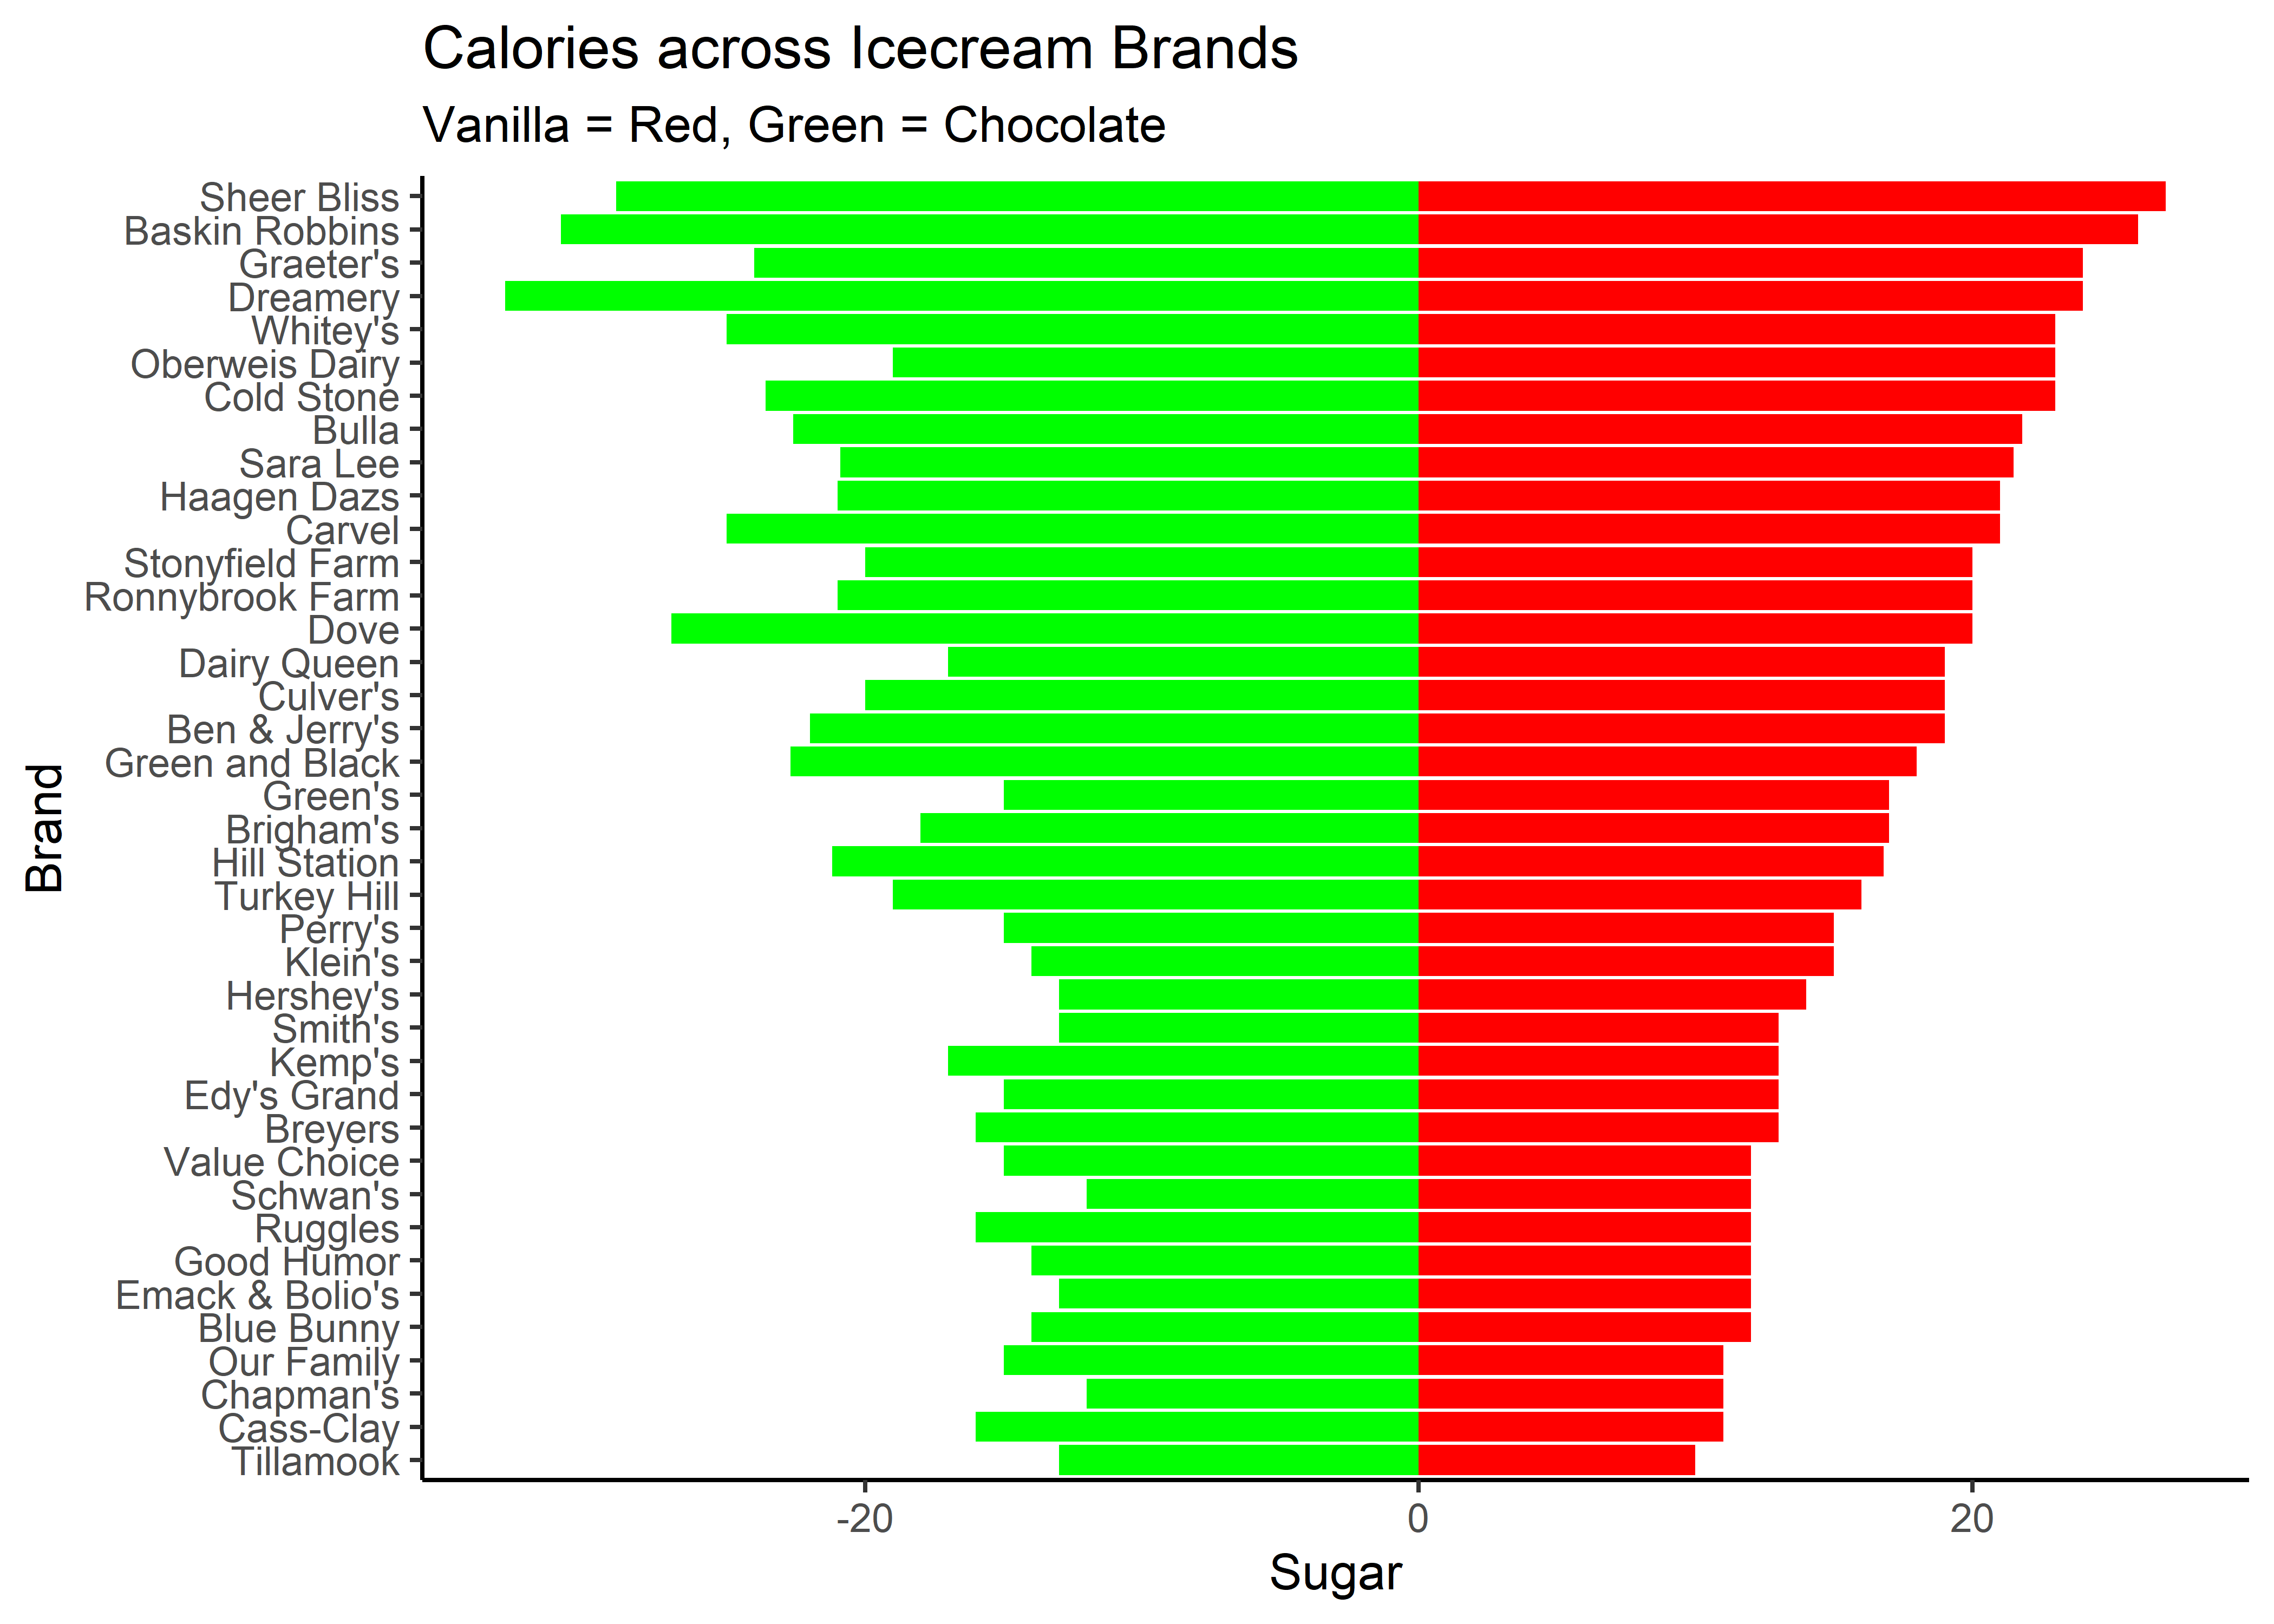 Calories across Icecream Brands
Vanilla = Red, Green = Chocolate
Sheer Bliss
Baskin Robbins
Graeter's
Dreamery
Whitey's
Oberweis Dairy
Cold Stone
Bulla
Sara Lee
Haagen Dazs
Carvel
Stonyfield Farm
Ronnybrook Farm
Dove
Dairy Queen
Culver's
Ben & Jerry's
Green and Black
Green's
Brigham's
Hill Station
Turkey Hill
Perry's
Klein's
Hershey's
Smith's
Kemp's
Edy's Grand
Breyers
Value Choice
Schwan's
Ruggles
Good Humor
Emack & Bolio's
Blue Bunny
Our Family
Chapman's
Cass-Clay
Tillamook
Brand
-20 0 20
Sugar